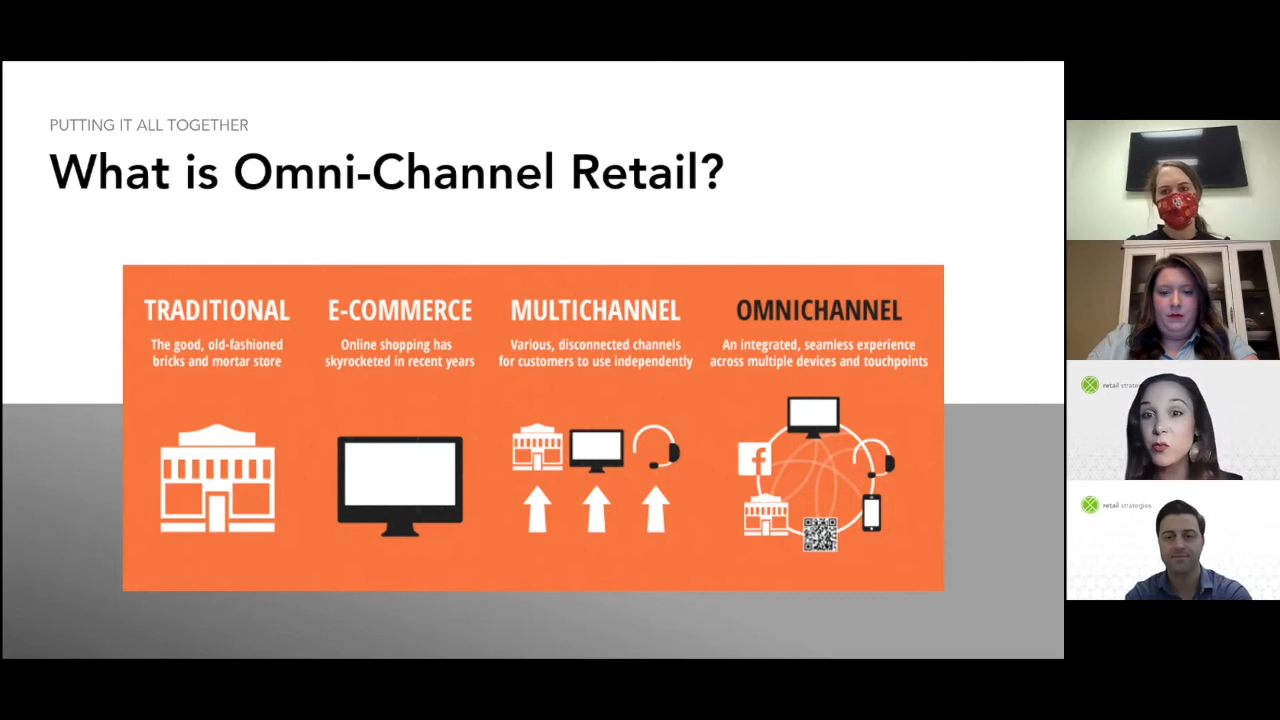 PUTTING IT ALL TOGETHER
What is Omni-Channel Retail?
TRADITIONAL
The good, old-fashioned
bricks and mortar store
E-COMMERCE
Online shopping has
skyrocketed in recent years
MULTICHANNEL
Various, disconnected channels
for customers to use independently
OMNICHANNEL
An integrated, seamless experience
across multiple devices and touchpoints
f
retail strate
retail strategies